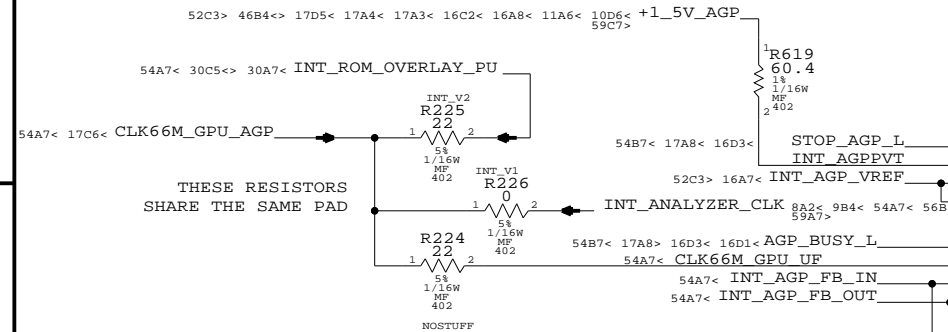 52C3> 46B4<> 17D5< 17A4< 17A3< 16C2< 16A8< 11A6< 10D6< +1_5V_AGP
59C7>
1
R619
60.4
1%
1/16W
MF
402
2
54A7< 30C5<> 30A7< INT_ROM_OVERLAY_PU
INT_V2
R225
54A7< 17C6< CLK66M_GPU_AGP 1 22 2
5%
1/16W
MF
402
54B7< 17A8< 16D3< STOP_AGP_L
INT_AGPPVT
52C3> 16A7< INT_AGP_VREF
INT_V1
R226
THESE RESISTORS
SHARE THE SAME PAD
1 0 2
5%
1/16W
MF
402
INT_ANALYZER_CLK 8A2< 9B4< 54A7< 56B
59A7>
R224
1 22 2
5%
1/16W
MF
402
NOSTUFF
54B7< 17A8> 16D3< 16D1< AGP_BUSY_L
54A7< CLK66M_GPU_UF
54A7< INT_AGP_FB_IN
54A7< INT_AGP_FB_OUT